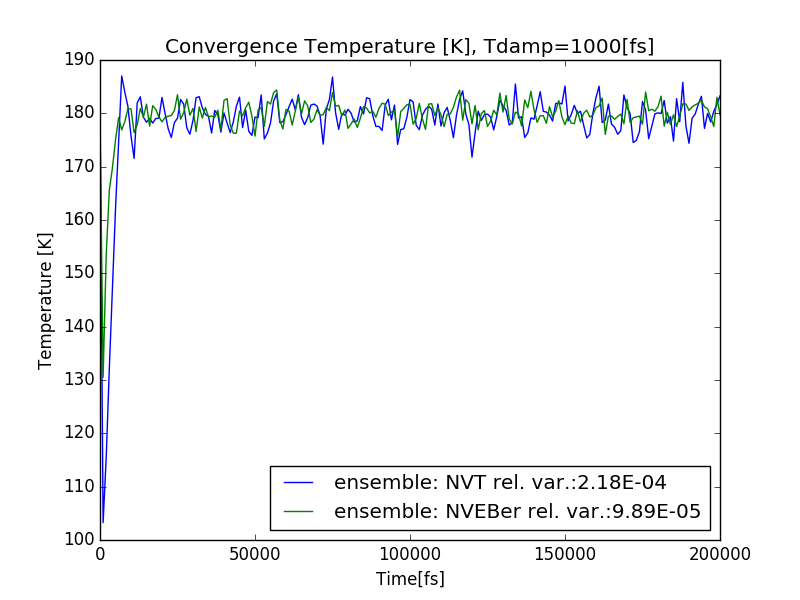 Convergence Temperature [K], Tdamp=1000[fs]
190
180
170
160
150
140
130
120
110
100
Temperature [K]
ensemble: NVT rel. var.:2.18E-04
ensemble: NVEBer rel. var.:9.89E-05
0 50000 100000 150000 200000
Time[fs]